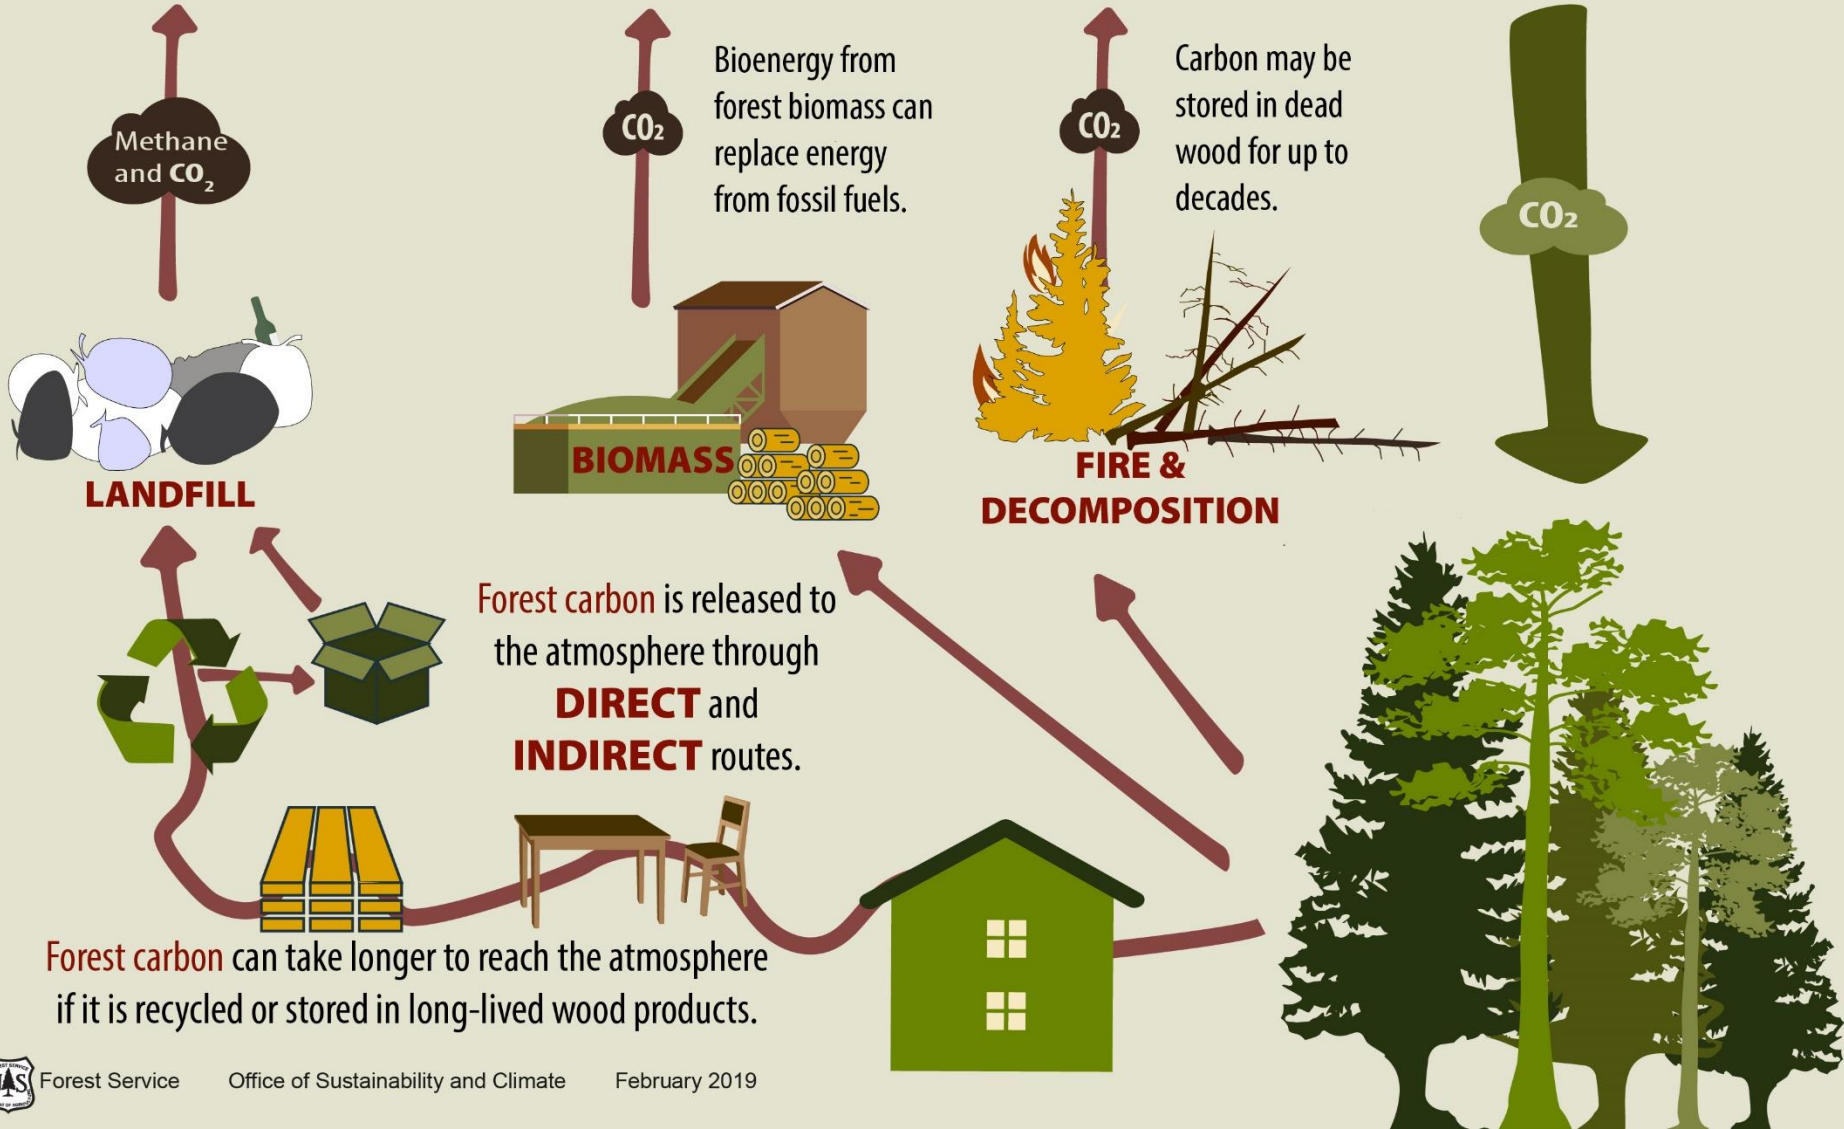 Methane
and CO₂
CO₂
Bioenergy from
forest biomass can
replace energy
from fossil fuels.
CO₂
Carbon may be
stored in dead
wood for up to
decades.
CO₂
LANDFILL
BIOMASS
FIRE &
DECOMPOSITION
Forest carbon is released to
the atmosphere through
DIRECT and
INDIRECT routes.
Forest carbon can take longer to reach the atmosphere
if it is recycled or stored in long-lived wood products.
Forest Service Office of Sustainability and Climate February 2019